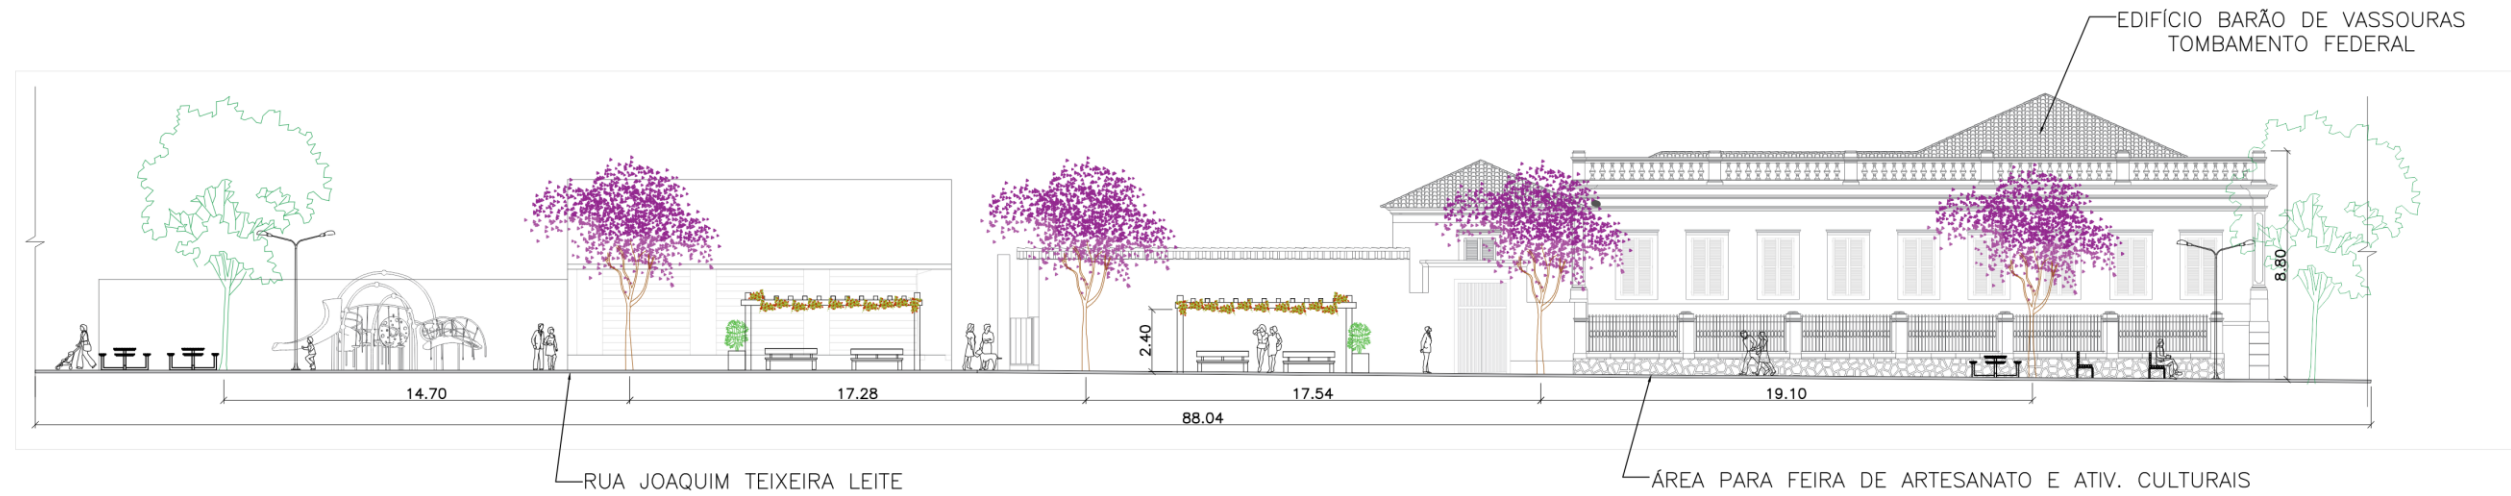 EDIFÍCIO BARÃO DE VASSOURAS
TOMBAMENTO FEDERAL
8.80
2.40
14.70
17.28
17.54
19.10
88.04
RUA JOAQUIM TEIXEIRA LEITE
ÁREA PARA FEIRA DE ARTESANATO E ATIV. CULTURAIS